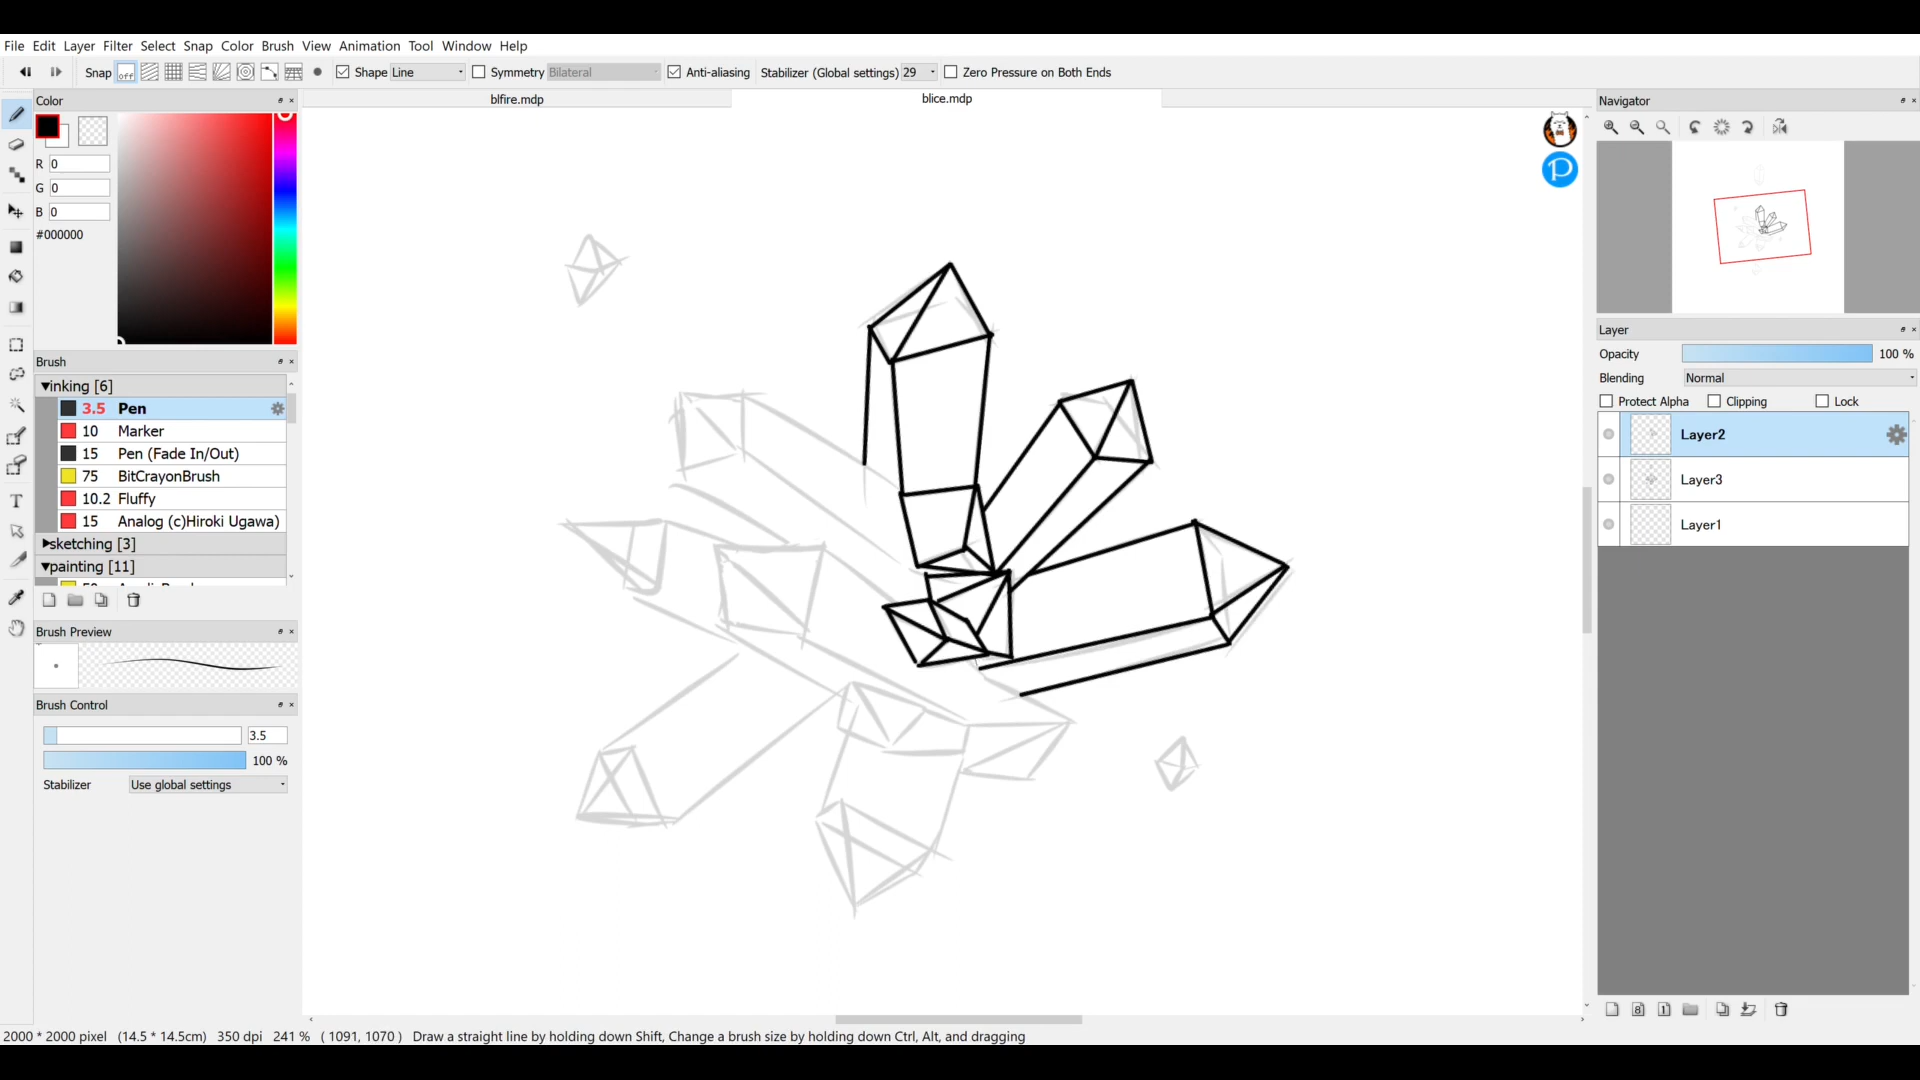 File Edit Layer Filter Select Snap Color Brush View Animation Tool Window Help
Snap off Shape Line Symmetry Bilateral Anti-aliasing Stabilizer (Global settings) 29 Zero Pressure on Both Ends
Color
blfire.mdp
blice.mdp
Navigator
R 0
G 0
B 0
#000000
Brush
inking [6]
3.5 Pen
10 Marker
15 Pen (Fade In/Out)
75 BitCrayonBrush
10.2 Fluffy
15 Analog (c)Hiroki Ugawa)
sketching [3]
painting [11]
Brush Preview
Brush Control
3.5
100 %
Stabilizer Use global settings
T
P
Layer
Opacity 100 %
Blending Normal
Protect Alpha Clipping Lock
Layer2
Layer3
Layer1
8 1
2000 * 2000 pixel (14.5 * 14.5cm) 350 dpi 241 % ( 1091, 1070 ) Draw a straight line by holding down Shift, Change a brush size by holding down Ctrl, Alt, and dragging